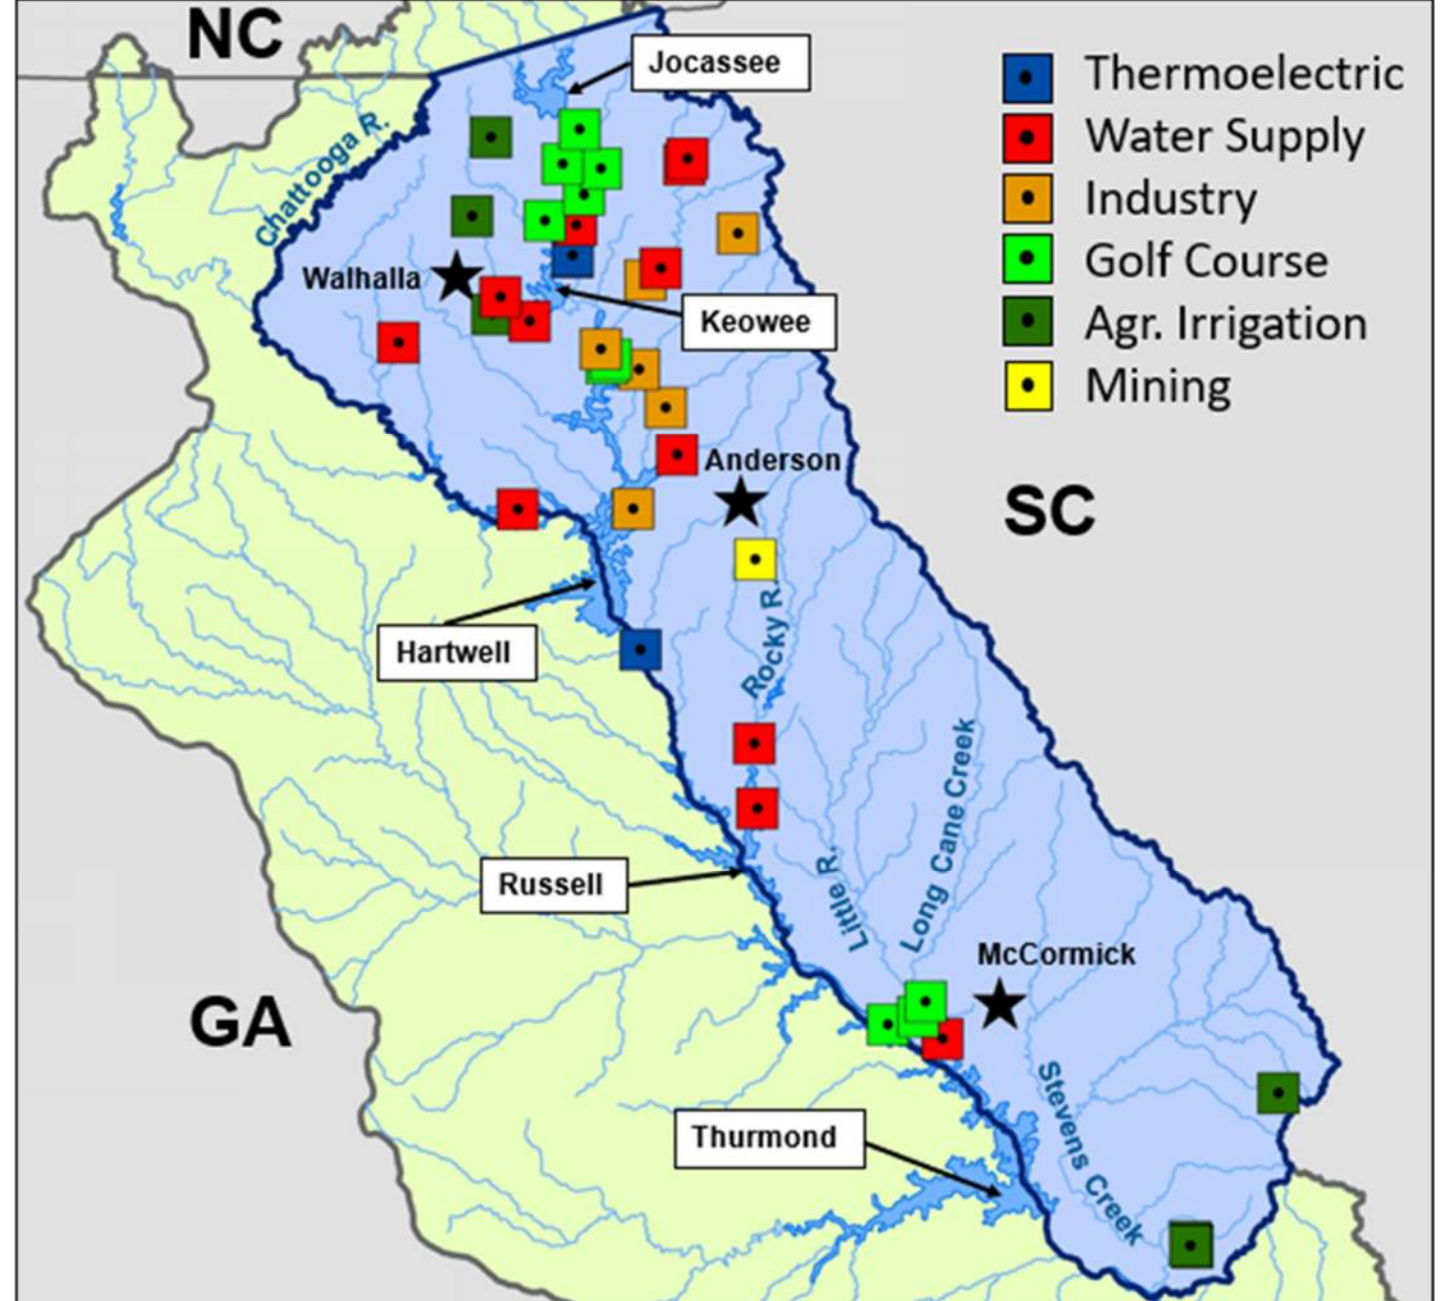 NC
Jocassee
Thermoelectric
Water Supply
Industry
Golf Course
Agr. Irrigation
Mining
Chattooga R.
Walhalla
Keowee
Anderson
SC
Hartwell
Rocky R.
Russell
Little R.
Long Cane Creek
McCormick
GA
Stevens Creek
Thurmond